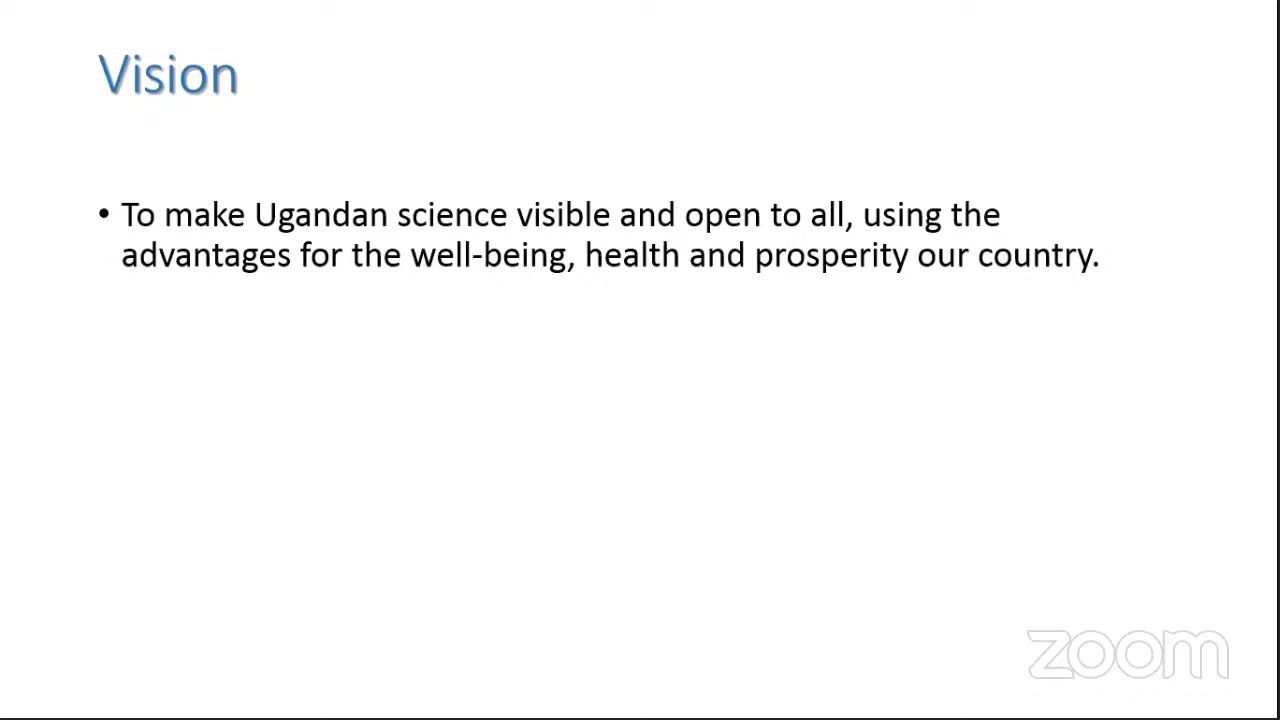 Vision
• To make Ugandan science visible and open to all, using the
advantages for the well-being, health and prosperity our country.
zoom